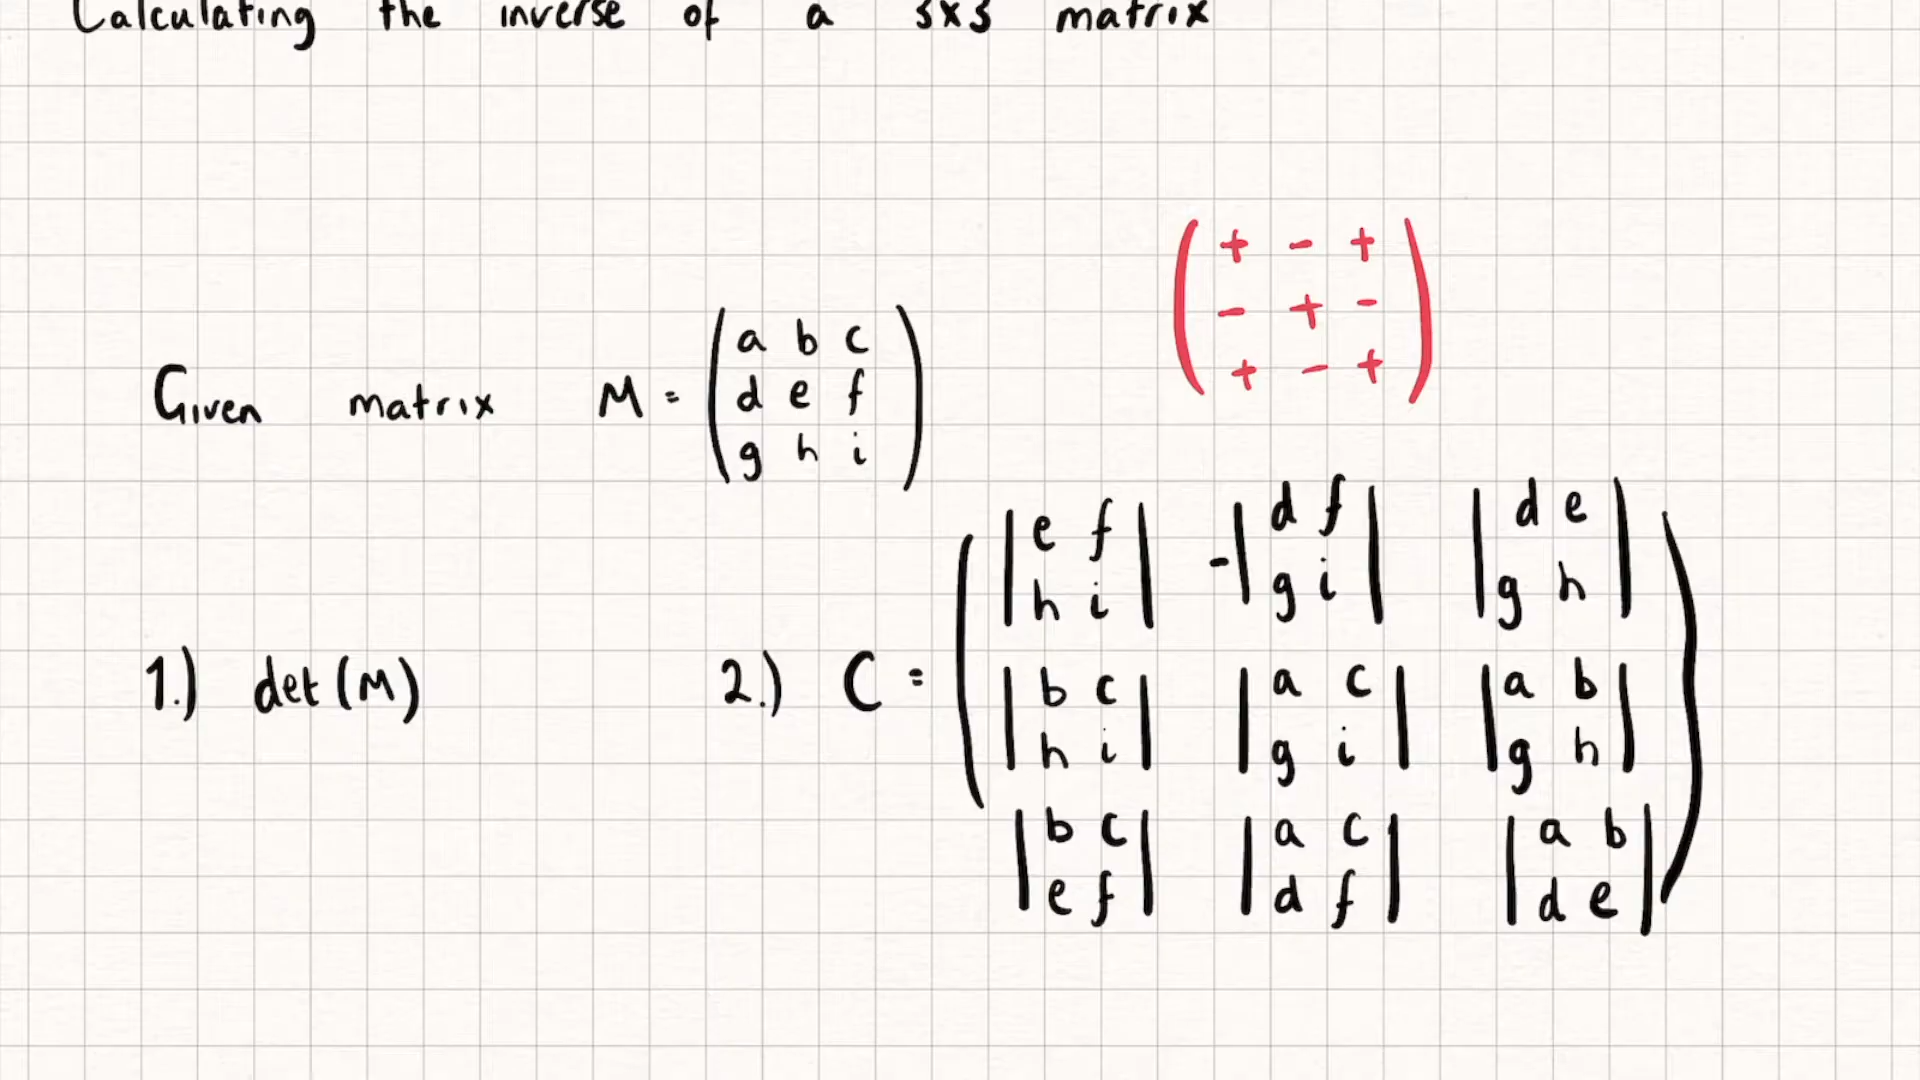 Calculating the inverse of a 3x3 matrix
+ - +
- + -
+ - +
Given matrix M = (a b c
d e f
g h i)
1.) det(M)
2.) C = (|e f| -|d f| |d e|
|h i| |g i| |g h|
|b c| |a c| |a b|
|h i| |g i| |g h|
|b c| |a c| |a b|
|e f| |d f| |d e|)